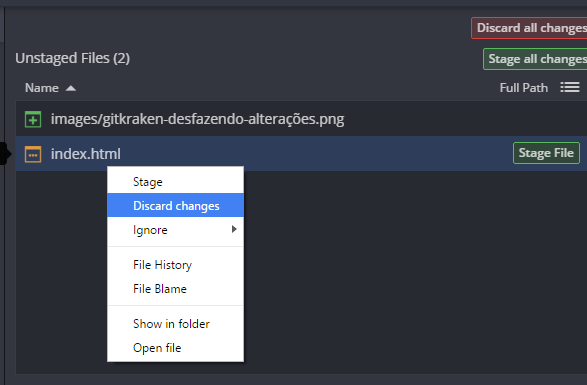 Discard all changes
Unstaged Files (2)
Stage all changes
Name
Full Path
images/gitkraken-desfazendo-alterações.png
index.html
Stage File
Stage
Discard changes
Ignore
File History
File Blame
Show in folder
Open file